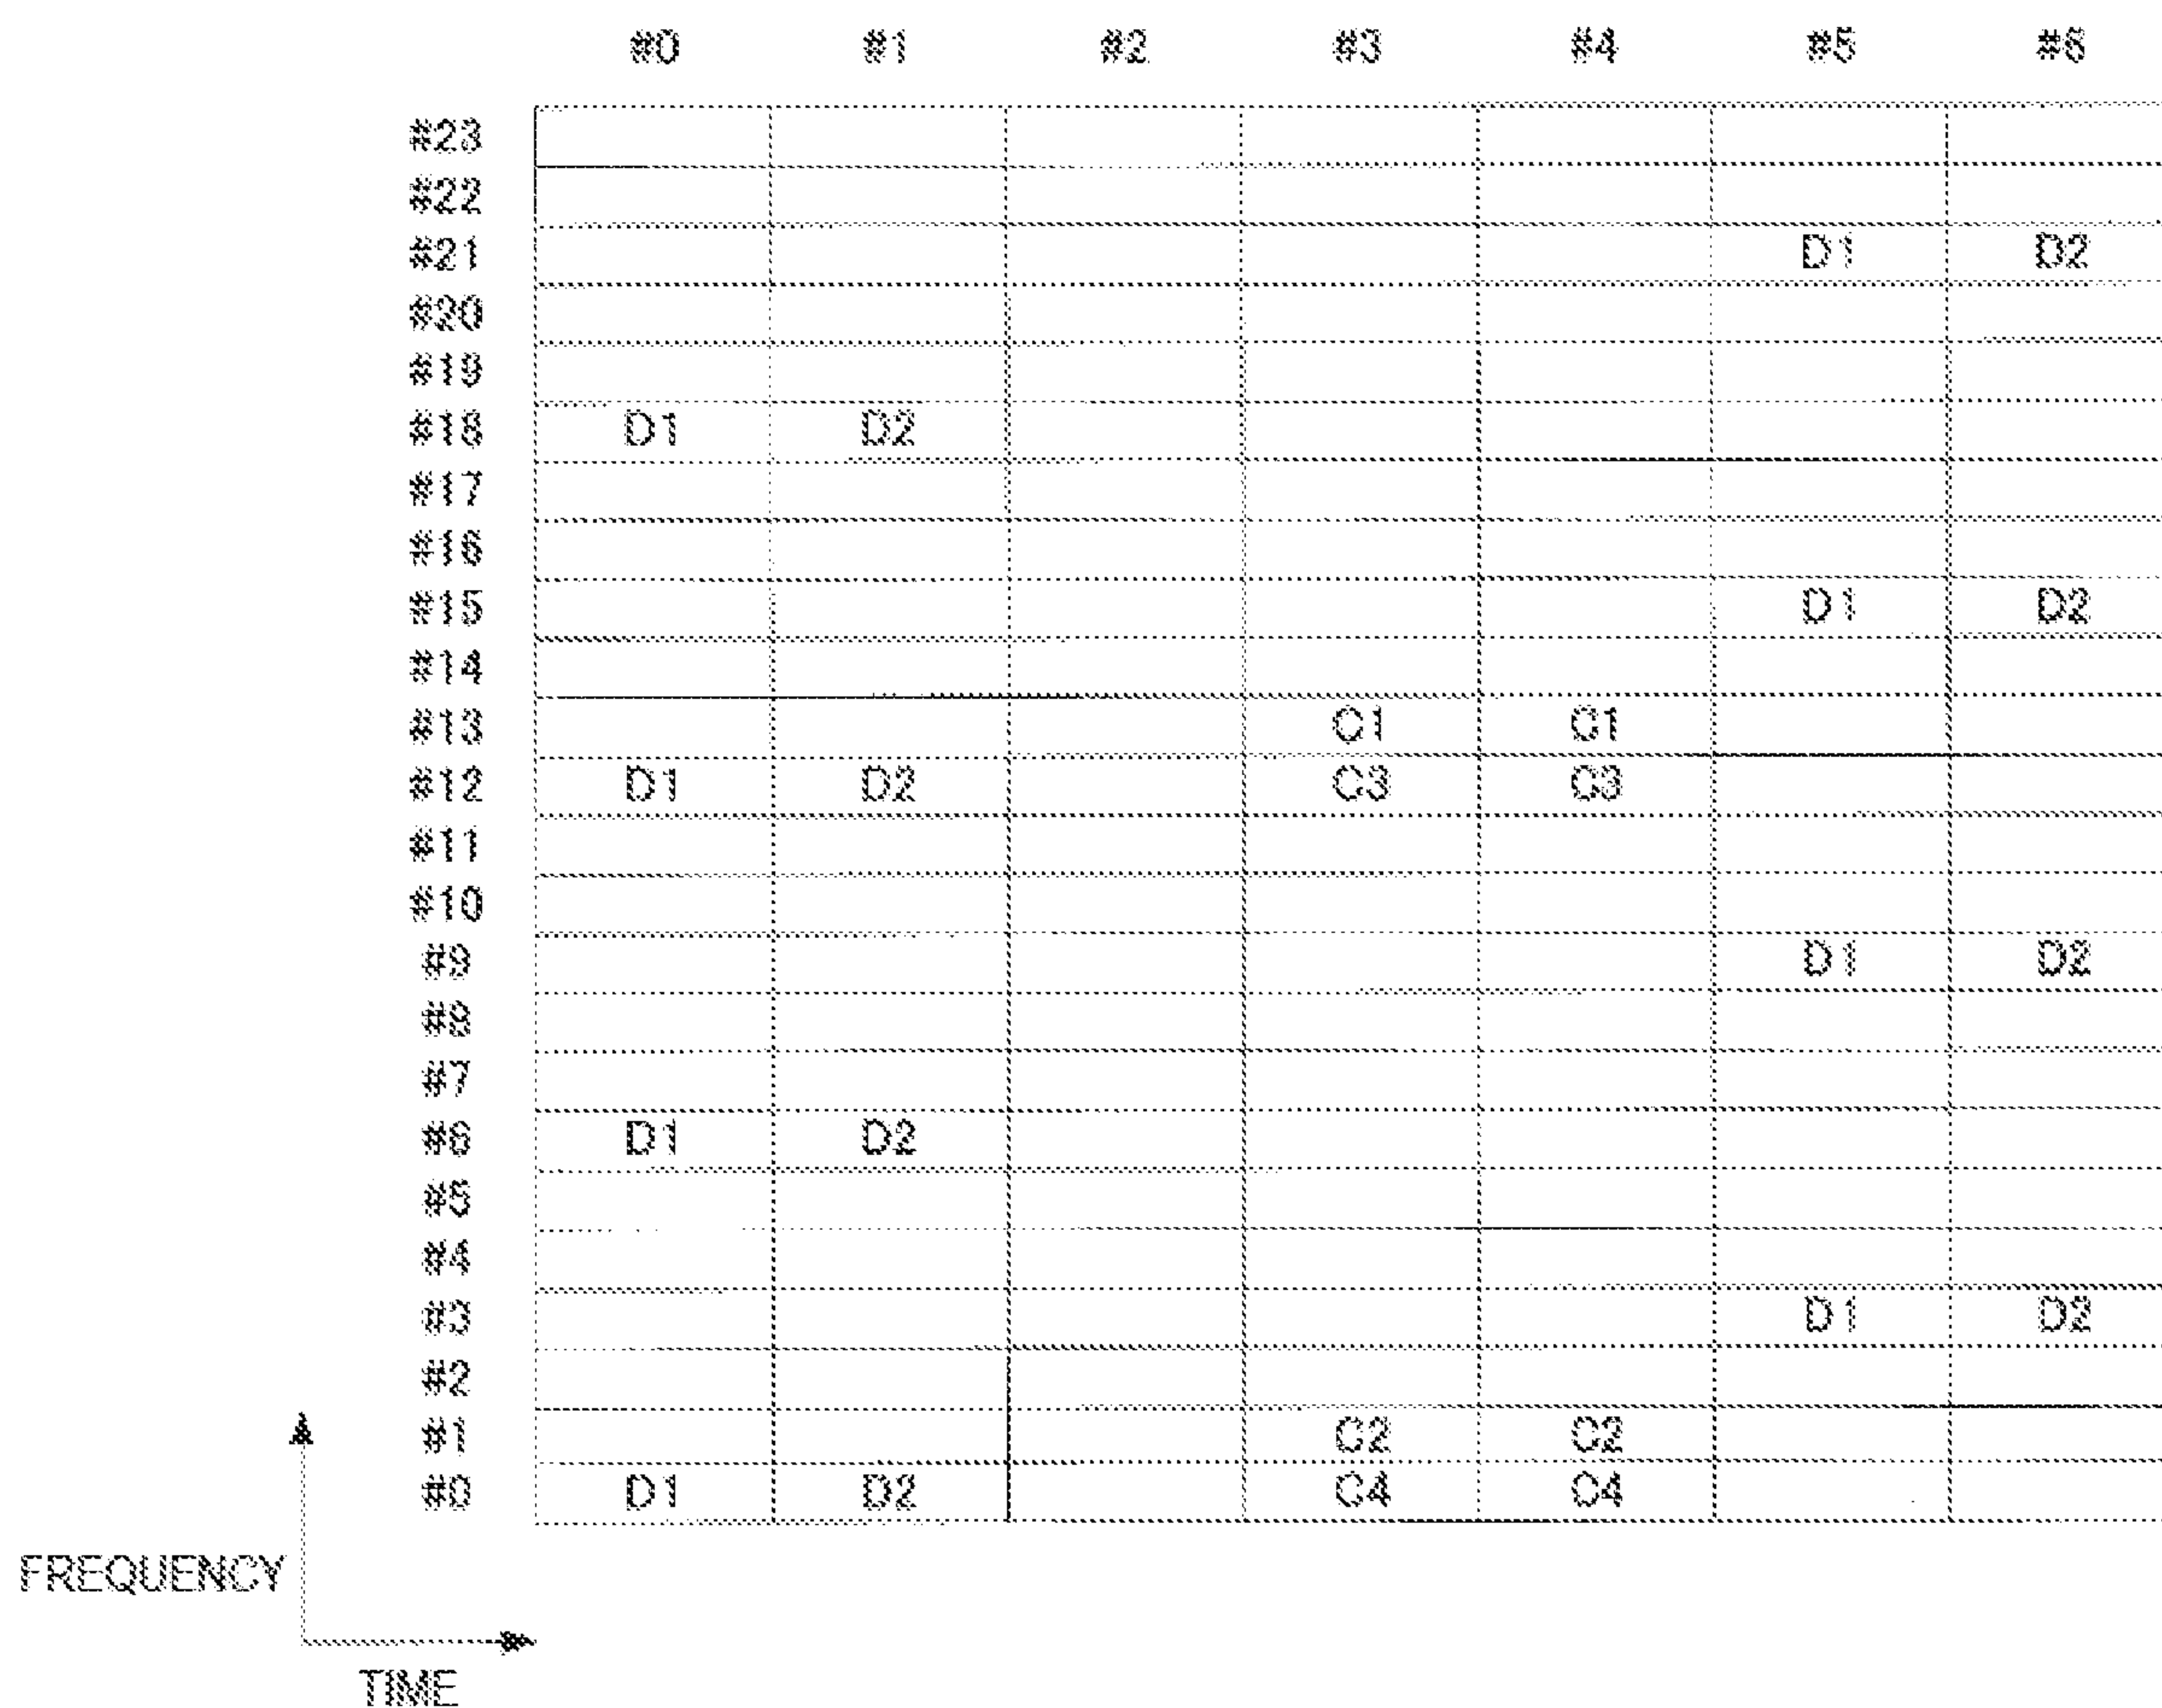 #0 #1 #2 #3 #4 #5 #6
#23
#22
#21 D1 D2
#20
#19
#18 D1 D2
#17
#16
#15 D1 D2
#14
#13 C1 C1
#12 D1 D2 C3 C3
#11
#10
#9 D1 D2
#8
#7
#6 D1 D2
#5
#4
#3 D1 D2
#2
#1 C2 C2
#0 D1 D2 C4 C4
FREQUENCY
TIME